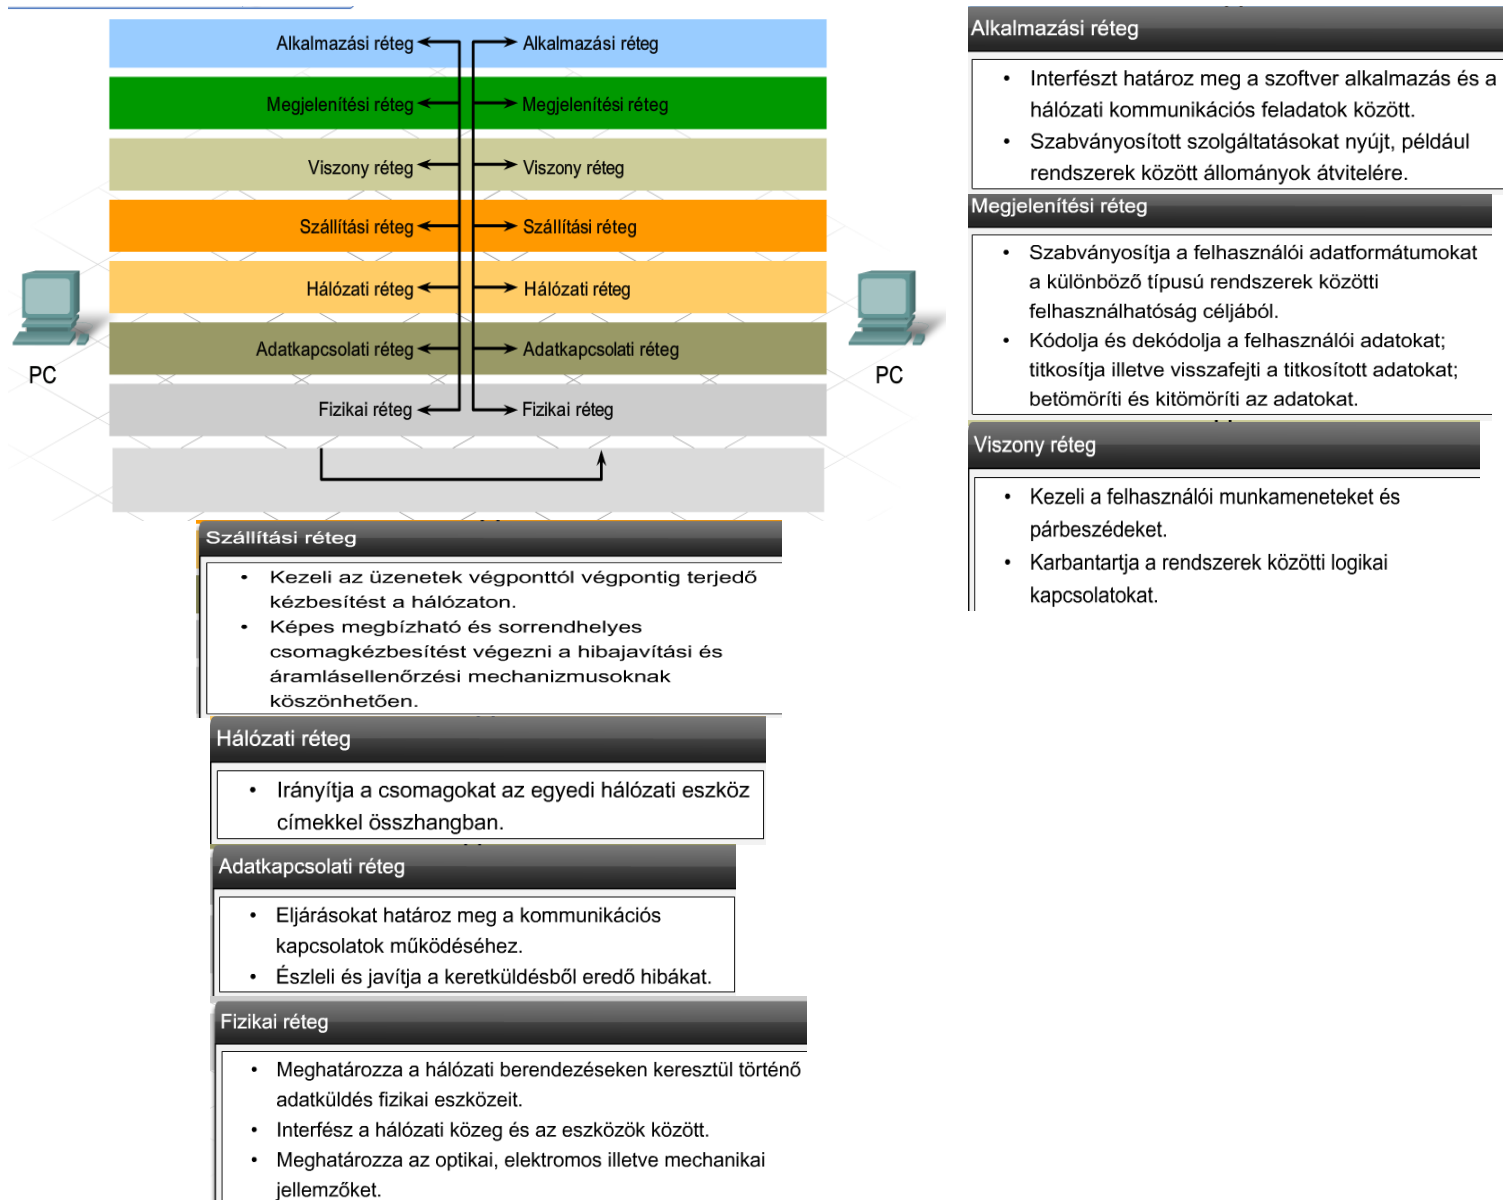 Alkalmazási réteg Alkalmazási réteg
Megjelenítési réteg Megjelenítési réteg
Viszony réteg Viszony réteg
Szállítási réteg Szállítási réteg
Hálózati réteg Hálózati réteg
Adatkapcsolati réteg Adatkapcsolati réteg
Fizikai réteg Fizikai réteg
PC
PC
Alkalmazási réteg
• Interfészt határoz meg a szoftver alkalmazás és a
hálózati kommunikációs feladatok között.
• Szabványosított szolgáltatásokat nyújt, például
rendszerek között állományok átvitelére.
Megjelenítési réteg
• Szabványosítja a felhasználói adatformátumokat
a különböző típusú rendszerek közötti
felhasználhatóság céljából.
• Kódolja és dekódolja a felhasználói adatokat;
titkosítja illetve visszafejti a titkosított adatokat;
betömöríti és kitömöríti az adatokat.
Viszony réteg
• Kezeli a felhasználói munkameneteket és
párbeszédeket.
• Karbantartja a rendszerek közötti logikai
kapcsolatokat.
Szállítási réteg
• Kezeli az üzenetek végponttól végpontig terjedő
kézbesítést a hálózaton.
• Képes megbízható és sorrendhelyes
csomagkézbesítést végezni a hibajavítási és
áramlásellenőrzési mechanizmusoknak
köszönhetően.
Hálózati réteg
• Irányítja a csomagokat az egyedi hálózati eszköz
címekkel összhangban.
Adatkapcsolati réteg
• Eljárásokat határoz meg a kommunikációs
kapcsolatok működéséhez.
• Észleli és javítja a keretküldésből eredő hibákat.
Fizikai réteg
• Meghatározza a hálózati berendezéseken keresztül történő
adatküldés fizikai eszközeit.
• Interfész a hálózati közeg és az eszközök között.
• Meghatározza az optikai, elektromos illetve mechanikai
jellemzőket.